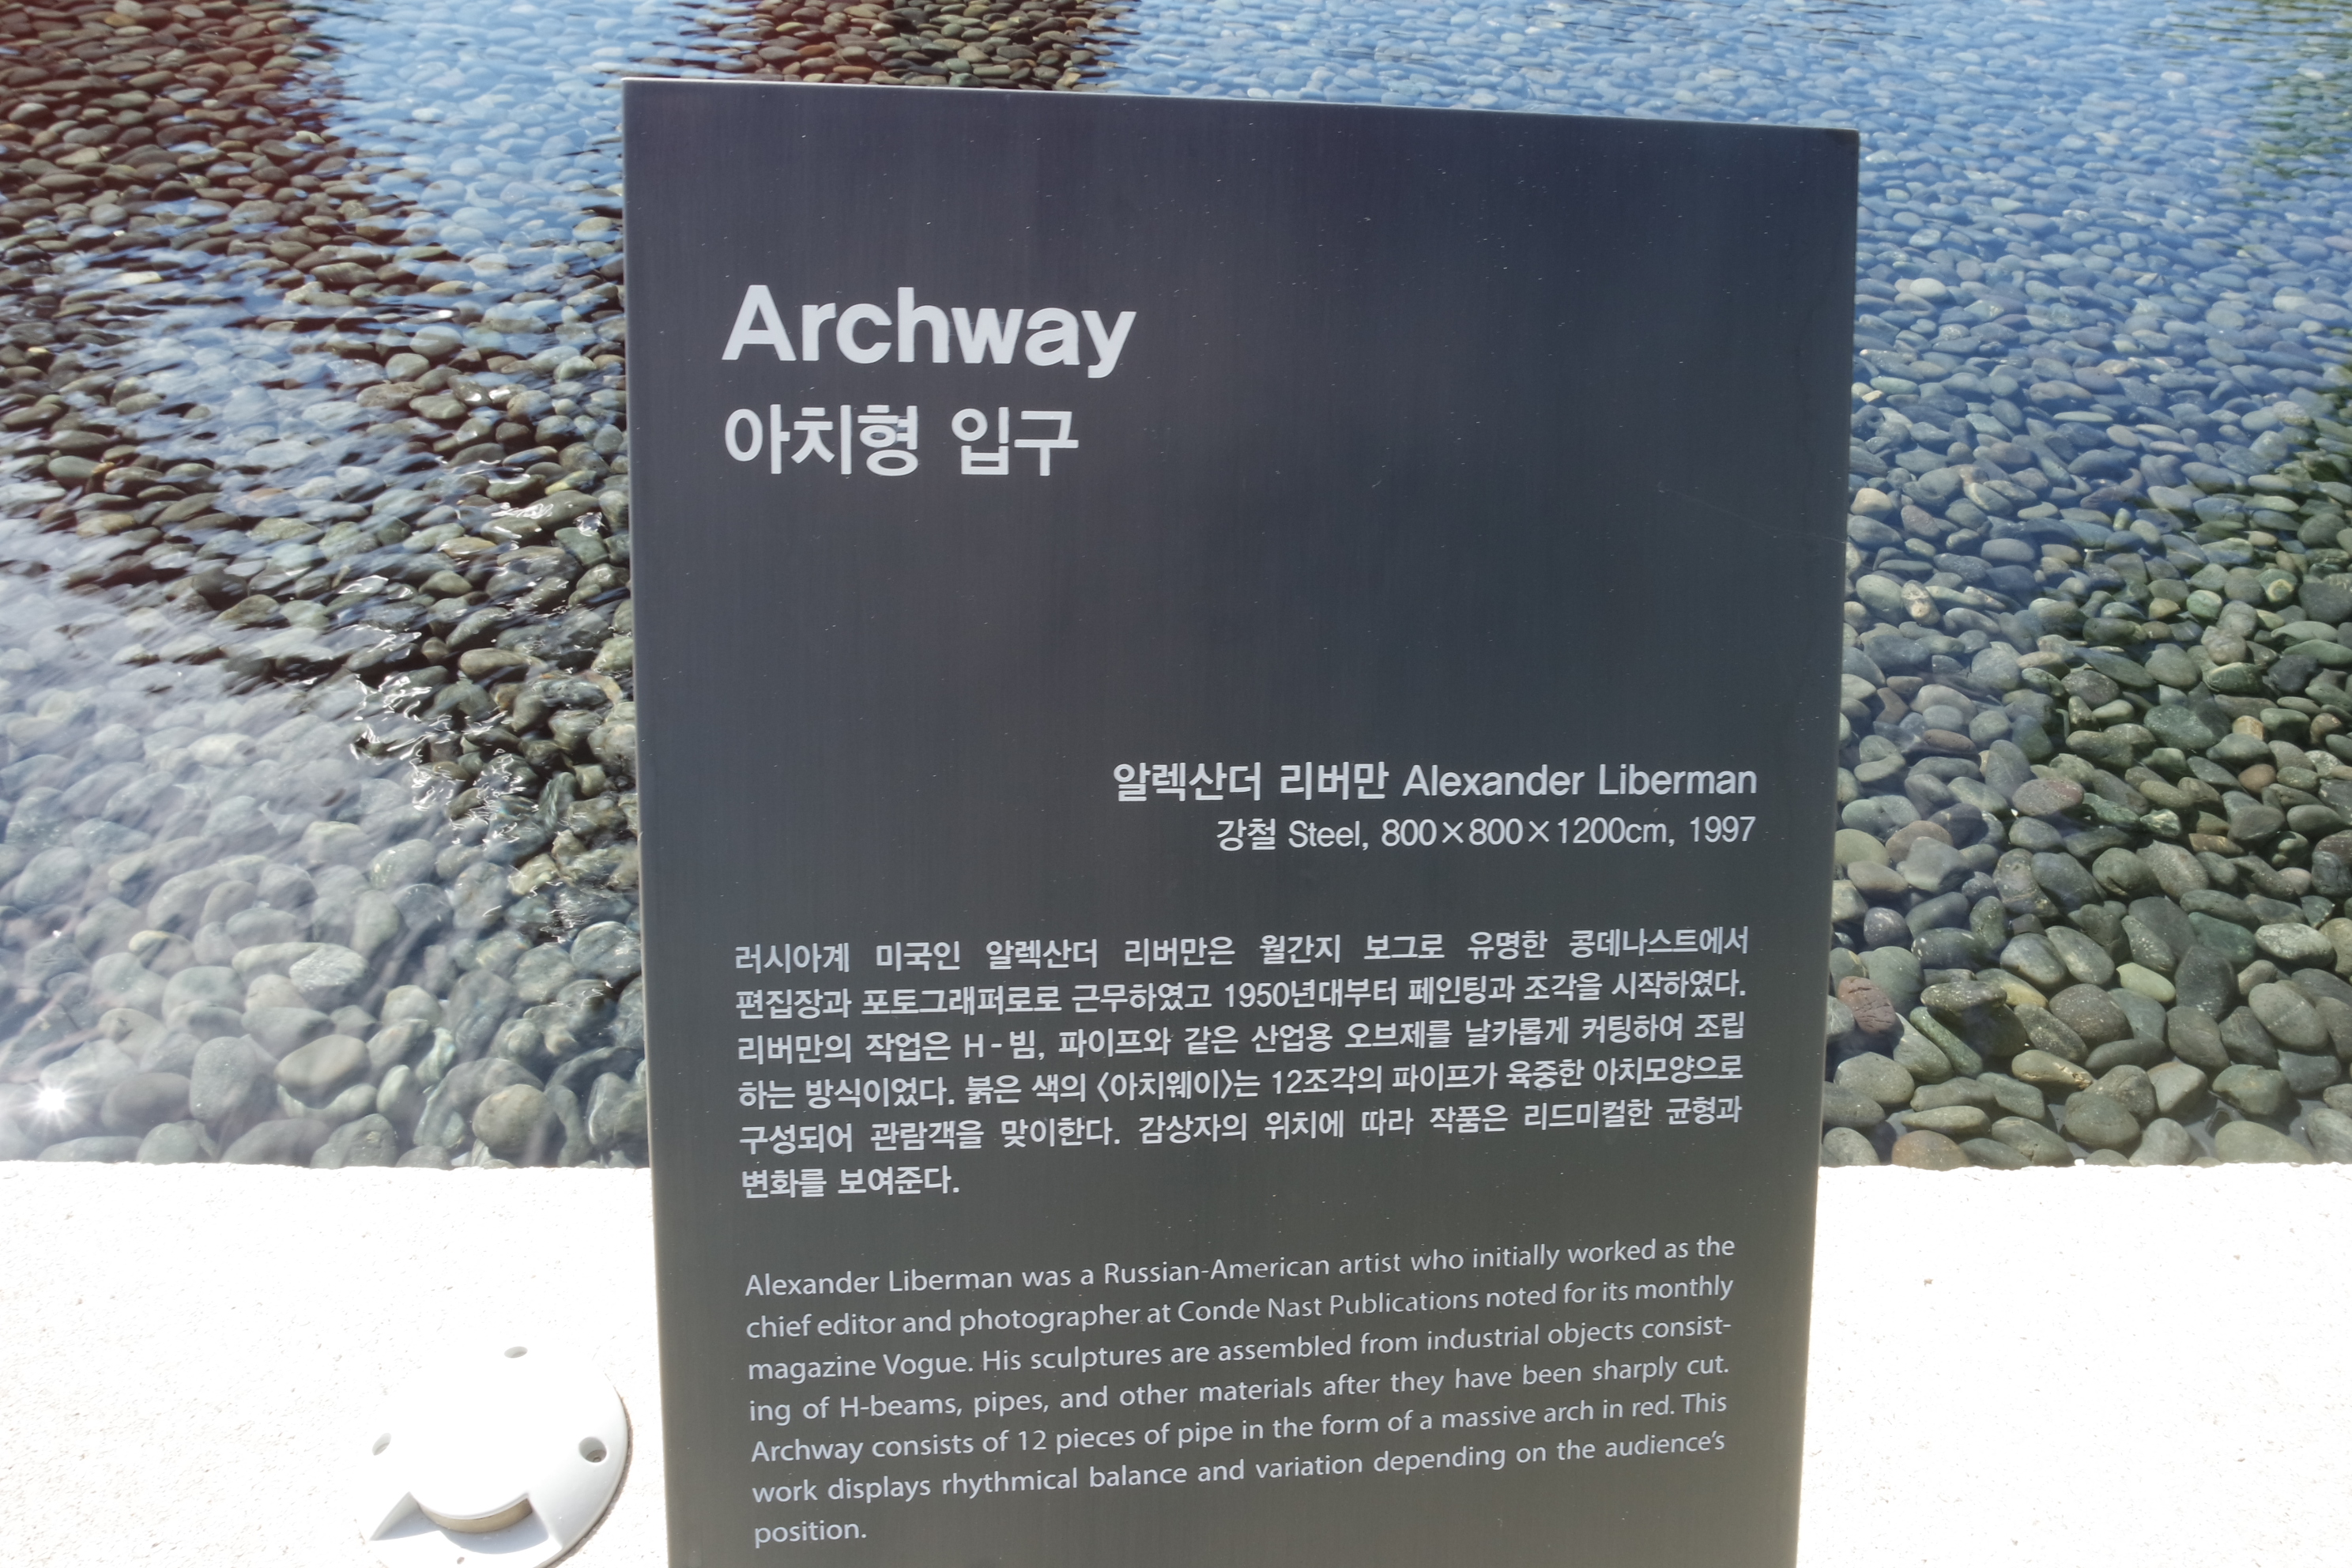 Archway
아치형 입구
알렉산더 리버만 Alexander Liberman
강철 Steel, 800×800×1200cm, 1997
러시아계 미국인 알렉산더 리버만은 월간지 보그로 유명한 콩데나스트에서
편집장과 포토그래퍼로로 근무하였고 1950년대부터 페인팅과 조각을 시작하였다.
리버만의 작업은 H-빔, 파이프와 같은 산업용 오브제를 날카롭게 커팅하여 조립
하는 방식이었다. 붉은 색의 〈아치웨이〉는 12조각의 파이프가 육중한 아치모양으로
구성되어 관람객을 맞이한다. 감상자의 위치에 따라 작품은 리드미컬한 균형과
변화를 보여준다.
Alexander Liberman was a Russian-American artist who initially worked as the
chief editor and photographer at Conde Nast Publications noted for its monthly
magazine Vogue. His sculptures are assembled from industrial objects consist-
ing of H-beams, pipes, and other materials after they have been sharply cut.
Archway consists of 12 pieces of pipe in the form of a massive arch in red. This
work displays rhythmical balance and variation depending on the audience's
position.